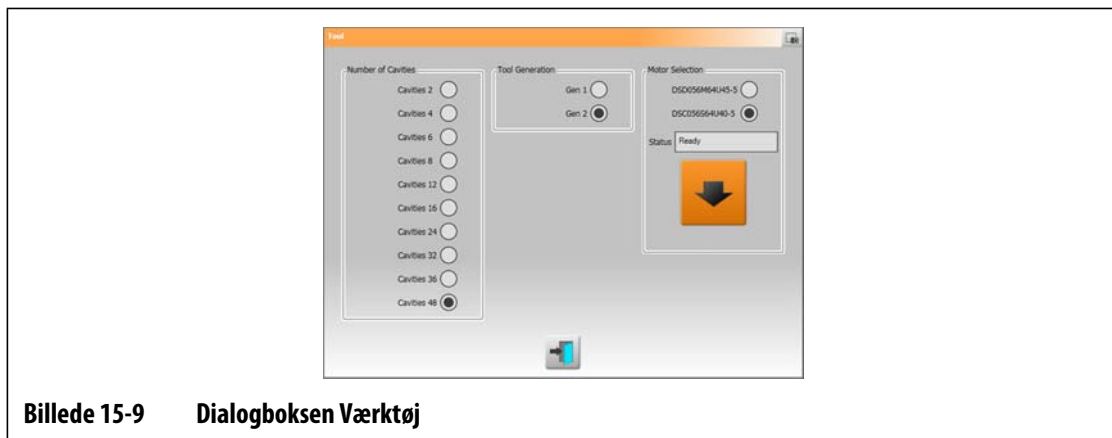 Tool
Number of Cavities
Cavities 2
Cavities 4
Cavities 6
Cavities 8
Cavities 12
Cavities 16
Cavities 24
Cavities 32
Cavities 36
Cavities 48
Tool Generation
Gen 1
Gen 2
Motor Selection
DSD056M64U45-5
DSC056S64U40-5
Status Ready
Billede 15-9 Dialogboksen Værktøj